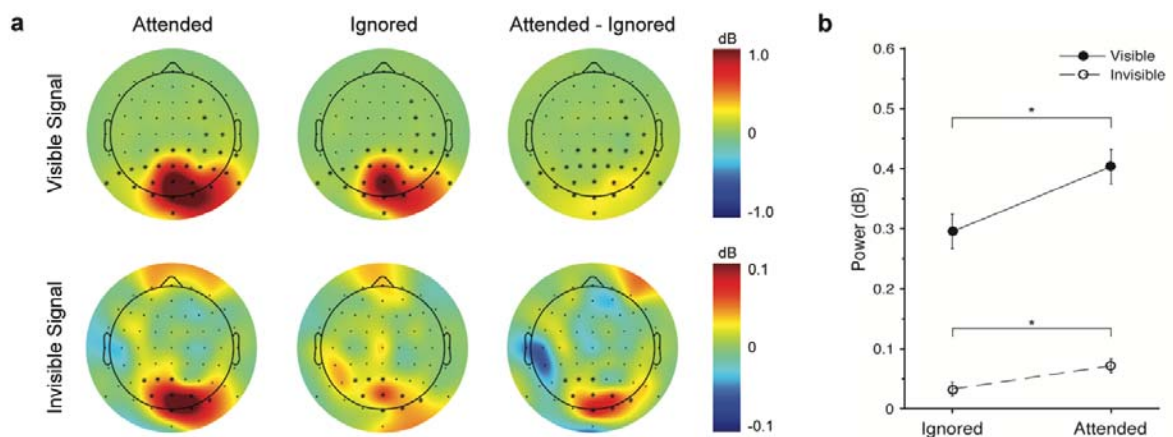 a
Attended
Ignored
Attended - Ignored
dB
Visible Signal
1.0
0
-1.0
dB
Invisible Signal
0.1
0
-0.1
b
Visible
Invisible
Power (dB)
0.6
0.5
0.4
0.3
0.2
0.1
0
*
*
Ignored
Attended